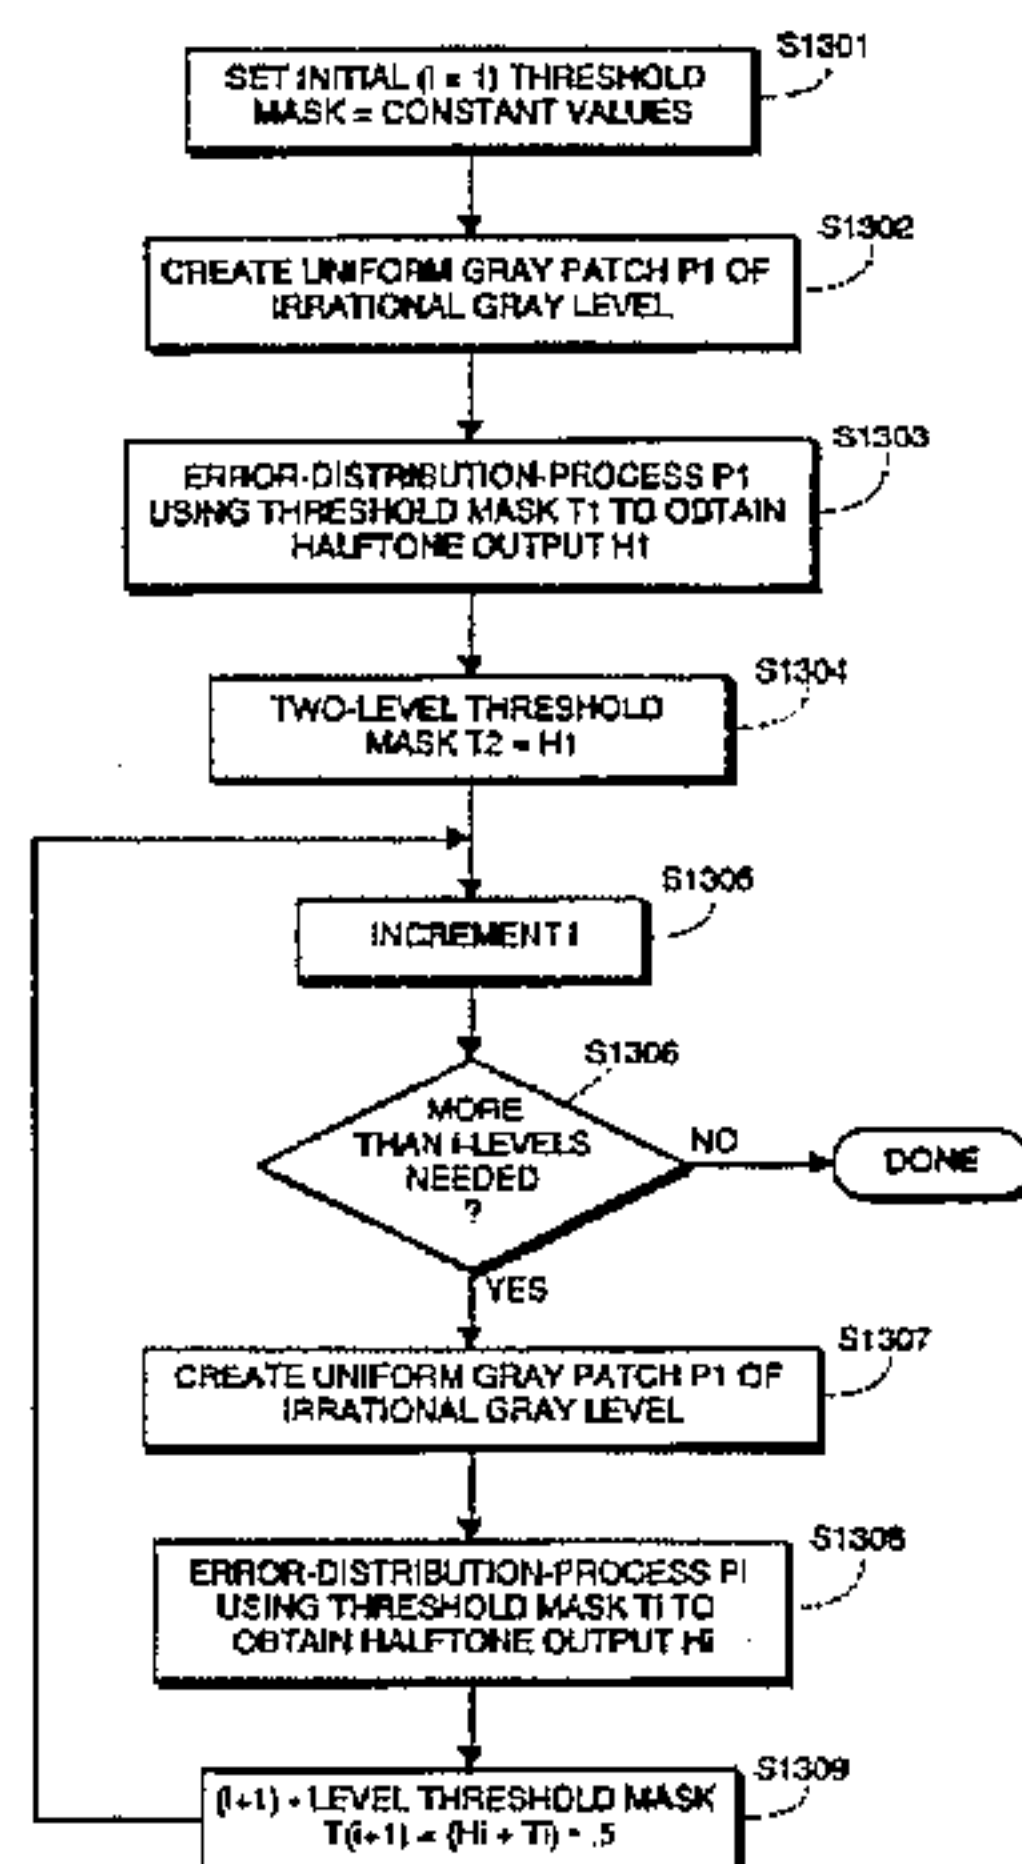 S1301
SET INITIAL (i = 1) THRESHOLD
MASK = CONSTANT VALUES
S1302
CREATE UNIFORM GRAY PATCH P1 OF
IRRATIONAL GRAY LEVEL
S1303
ERROR-DISTRIBUTION-PROCESS P1
USING THRESHOLD MASK T1 TO OBTAIN
HALFTONE OUTPUT H1
S1304
TWO-LEVEL THRESHOLD
MASK T2 = H1
S1305
INCREMENT i
S1306
MORE
THAN i-LEVELS
NEEDED
?
NO
DONE
YES
S1307
CREATE UNIFORM GRAY PATCH P1 OF
IRRATIONAL GRAY LEVEL
S1308
ERROR-DISTRIBUTION-PROCESS Pi
USING THRESHOLD MASK Ti TO
OBTAIN HALFTONE OUTPUT Hi
S1309
(i+1) - LEVEL THRESHOLD MASK
T(i+1) = (Hi + Ti) * .5